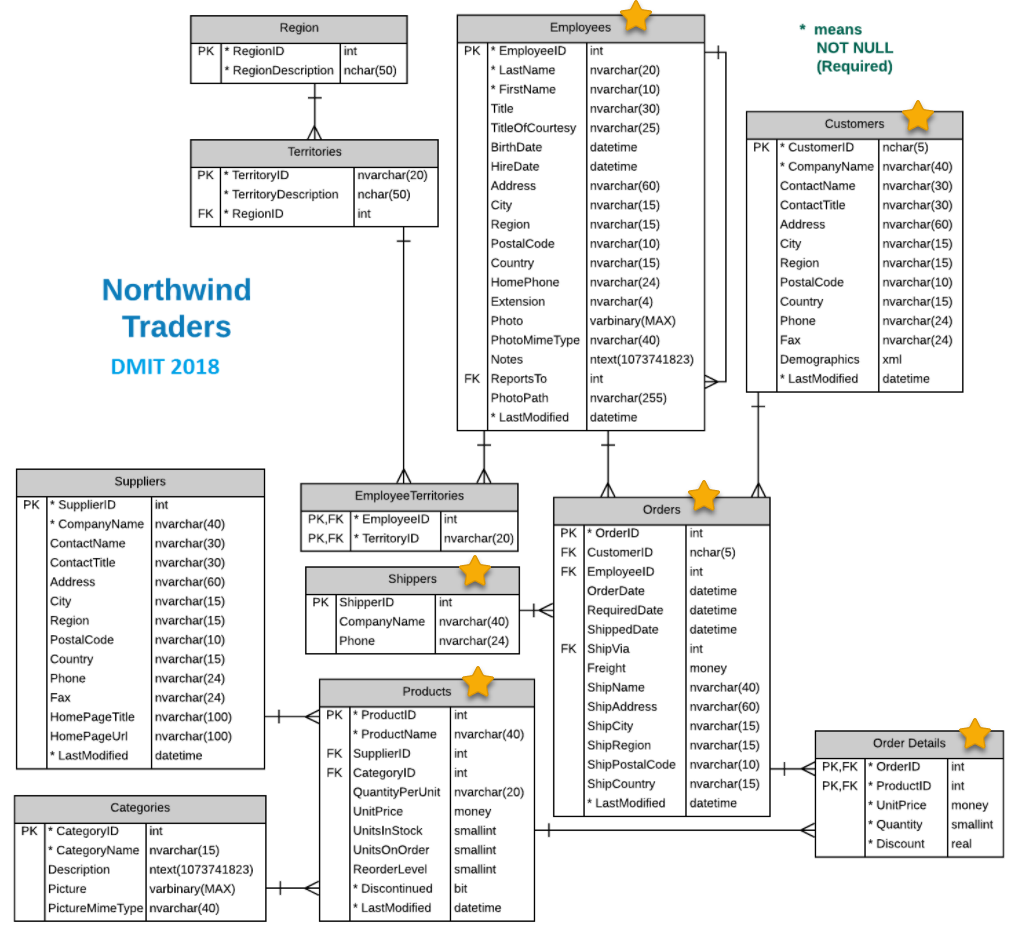 Region
PK * RegionID int
* RegionDescription nchar(50)
Employees
PK * EmployeeID int
* LastName nvarchar(20)
* FirstName nvarchar(10)
Title nvarchar(30)
TitleOfCourtesy nvarchar(25)
BirthDate datetime
HireDate datetime
Address nvarchar(60)
City nvarchar(15)
Region nvarchar(15)
PostalCode nvarchar(10)
Country nvarchar(15)
HomePhone nvarchar(24)
Extension nvarchar(4)
Photo varbinary(MAX)
PhotoMimeType nvarchar(40)
Notes ntext(1073741823)
FK ReportsTo int
PhotoPath nvarchar(255)
* LastModified datetime
* means
NOT NULL
(Required)
Customers
PK * CustomerID nchar(5)
* CompanyName nvarchar(40)
ContactName nvarchar(30)
ContactTitle nvarchar(30)
Address nvarchar(60)
City nvarchar(15)
Region nvarchar(15)
PostalCode nvarchar(10)
Country nvarchar(15)
Phone nvarchar(24)
Fax nvarchar(24)
Demographics xml
* LastModified datetime
Territories
PK * TerritoryID nvarchar(20)
* TerritoryDescription nchar(50)
FK * RegionID int
Northwind
Traders
DMIT 2018
Suppliers
PK * SupplierID int
* CompanyName nvarchar(40)
ContactName nvarchar(30)
ContactTitle nvarchar(30)
Address nvarchar(60)
City nvarchar(15)
Region nvarchar(15)
PostalCode nvarchar(10)
Country nvarchar(15)
Phone nvarchar(24)
Fax nvarchar(24)
HomePageTitle nvarchar(100)
HomePageUrl nvarchar(100)
* LastModified datetime
EmployeeTerritories
PK,FK * EmployeeID int
PK,FK * TerritoryID nvarchar(20)
Shippers
PK ShipperID int
CompanyName nvarchar(40)
Phone nvarchar(24)
Orders
PK * OrderID int
FK CustomerID nchar(5)
FK EmployeeID int
OrderDate datetime
RequiredDate datetime
ShippedDate datetime
FK ShipVia int
Freight money
ShipName nvarchar(40)
ShipAddress nvarchar(60)
ShipCity nvarchar(15)
ShipRegion nvarchar(15)
ShipPostalCode nvarchar(10)
ShipCountry nvarchar(15)
* LastModified datetime
Products
PK * ProductID int
* ProductName nvarchar(40)
FK SupplierID int
FK CategoryID int
QuantityPerUnit nvarchar(20)
UnitPrice money
UnitsInStock smallint
UnitsOnOrder smallint
ReorderLevel smallint
* Discontinued bit
* LastModified datetime
Order Details
PK,FK * OrderID int
PK,FK * ProductID int
* UnitPrice money
* Quantity smallint
* Discount real
Categories
PK * CategoryID int
* CategoryName nvarchar(15)
Description ntext(1073741823)
Picture varbinary(MAX)
PictureMimeType nvarchar(40)